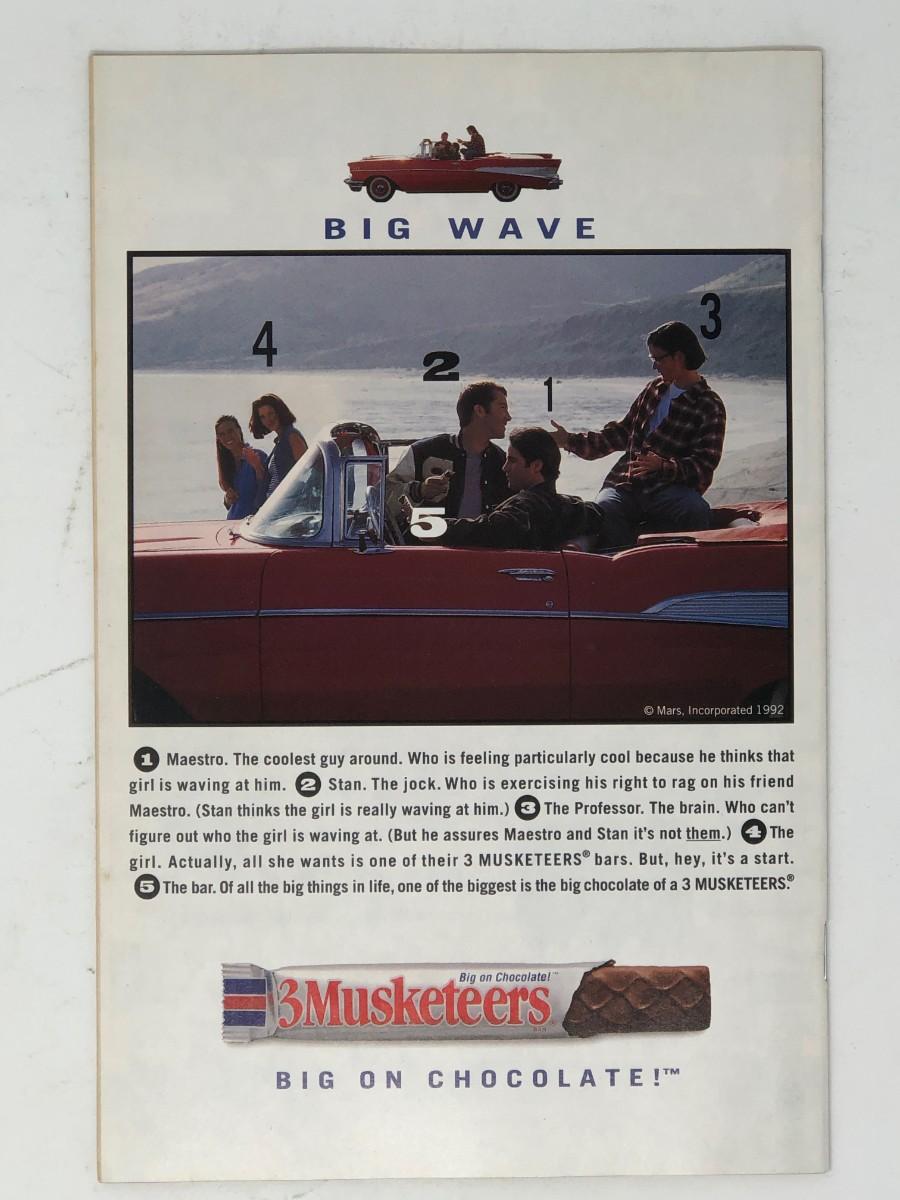 BIG WAVE
4
3
2
1
5
© Mars, Incorporated 1992
1 Maestro. The coolest guy around. Who is feeling particularly cool because he thinks that
girl is waving at him. 2 Stan. The jock. Who is exercising his right to rag on his friend
Maestro. (Stan thinks the girl is really waving at him.) 3 The Professor. The brain. Who can't
figure out who the girl is waving at. (But he assures Maestro and Stan it's not them.) 4 The
girl. Actually, all she wants is one of their 3 MUSKETEERS® bars. But, hey, it's a start.
5 The bar. Of all the big things in life, one of the biggest is the big chocolate of a 3 MUSKETEERS.®
Big on Chocolate!™
3Musketeers
BAR
BIG ON CHOCOLATE!™